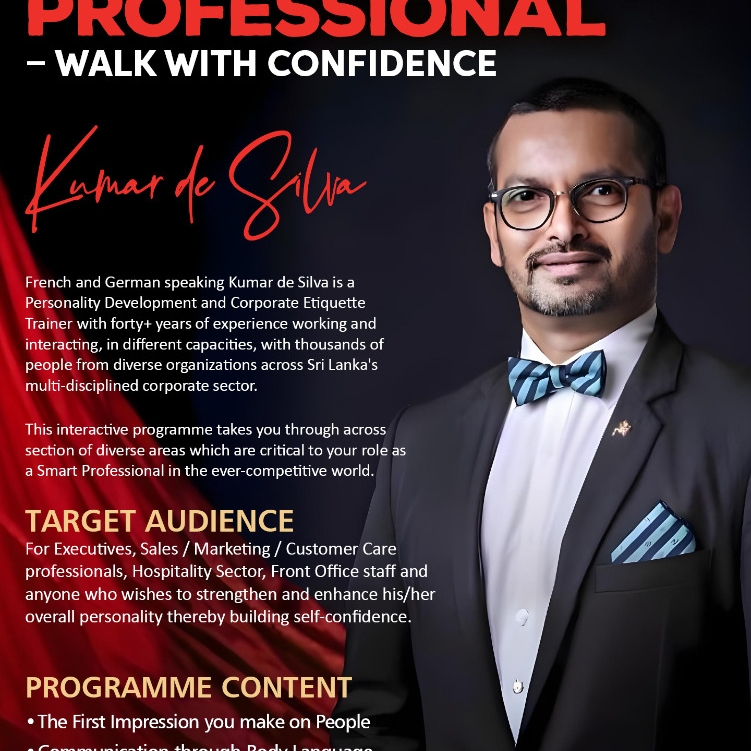 PROFESSIONAL
– WALK WITH CONFIDENCE
Kumar de Silva
French and German speaking Kumar de Silva is a
Personality Development and Corporate Etiquette
Trainer with forty+ years of experience working and
interacting, in different capacities, with thousands of
people from diverse organizations across Sri Lanka's
multi-disciplined corporate sector.
This interactive programme takes you through across
section of diverse areas which are critical to your role as
a Smart Professional in the ever-competitive world.
TARGET AUDIENCE
For Executives, Sales / Marketing / Customer Care
professionals, Hospitality Sector, Front Office staff and
anyone who wishes to strengthen and enhance his/her
overall personality thereby building self-confidence.
PROGRAMME CONTENT
• The First Impression you make on People
• Communication through Body Language